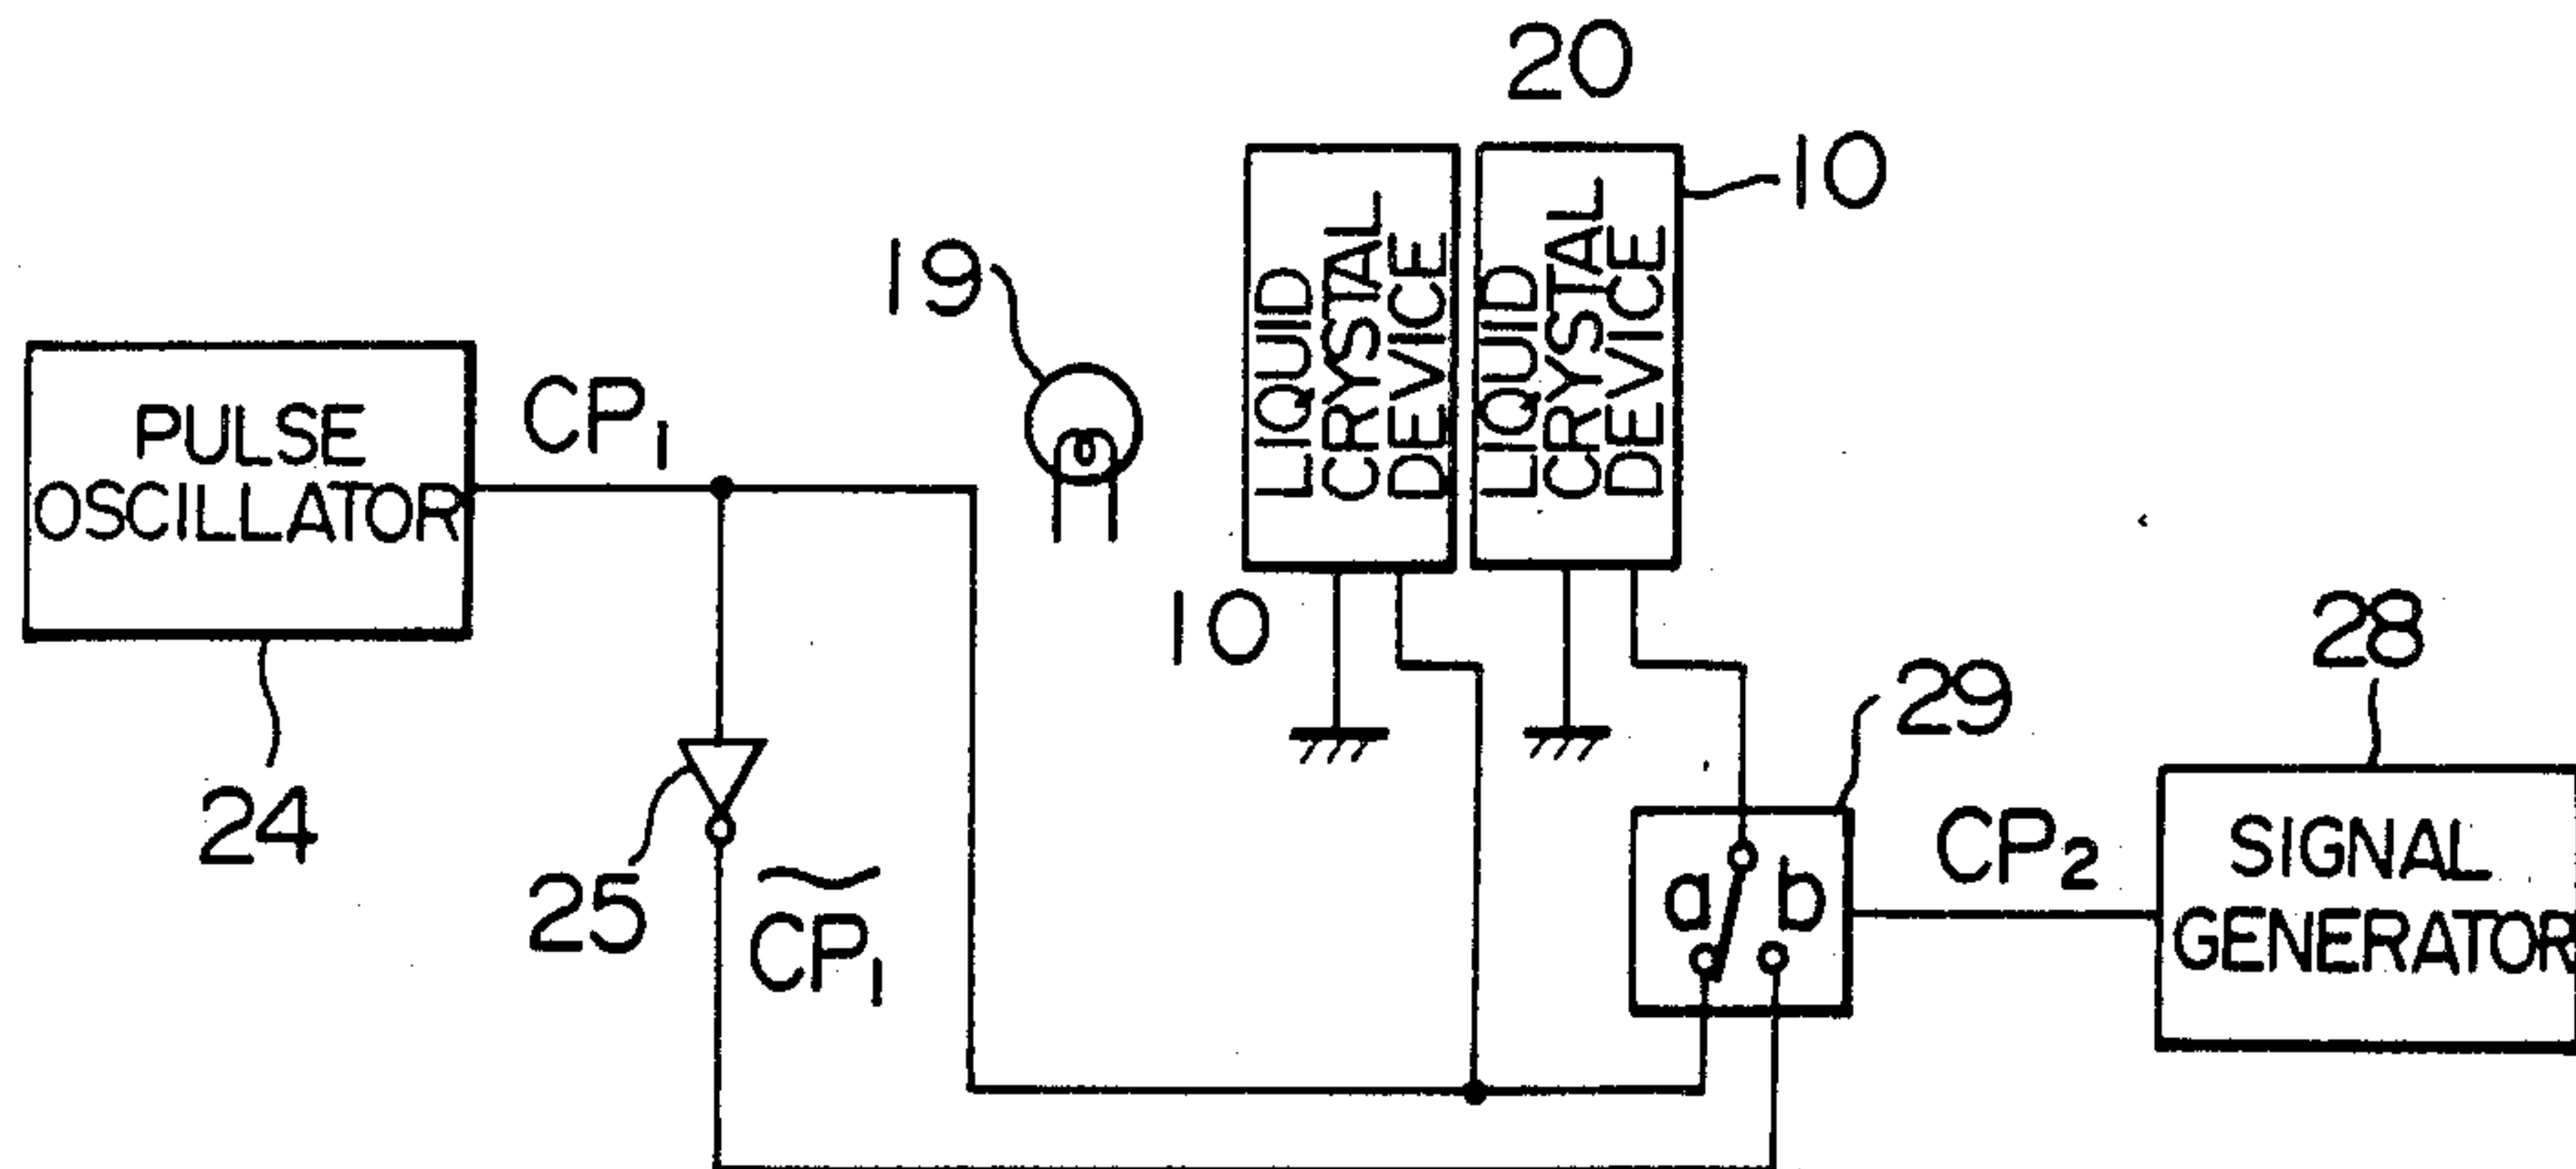 20
10
19
LIQUID
CRYSTAL
DEVICE
LIQUID
CRYSTAL
DEVICE
PULSE
OSCILLATOR
CP₁
10
28
29
24
25
C͠P₁
a
b
CP₂
SIGNAL
GENERATOR